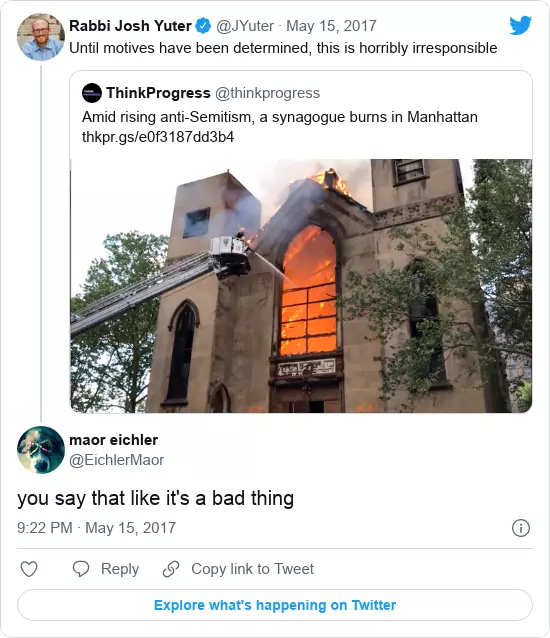 Rabbi Josh Yuter @JYuter · May 15, 2017
Until motives have been determined, this is horribly irresponsible
ThinkProgress @thinkprogress
Amid rising anti-Semitism, a synagogue burns in Manhattan
thkpr.gs/e0f3187dd3b4
maor eichler
@EichlerMaor
you say that like it's a bad thing
9:22 PM · May 15, 2017
Reply Copy link to Tweet
Explore what's happening on Twitter